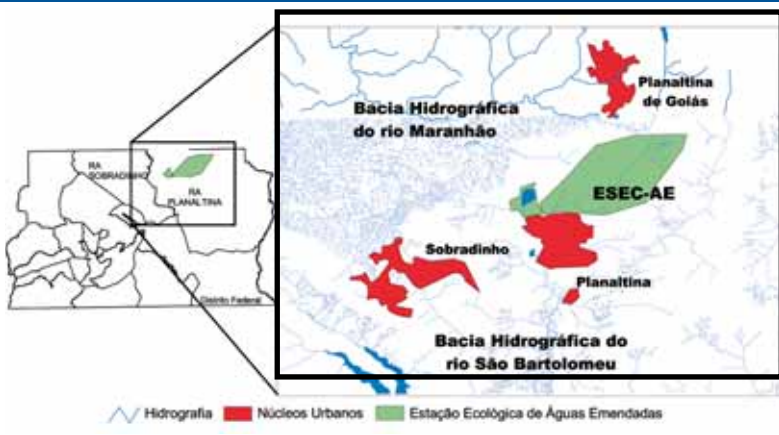 RA
SOBRADINHO
RA
PLANALTINA
Distrito Federal
Bacia Hidrográfica
do rio Maranhão
Planaltina
de Goiás
ESEC-AE
Sobradinho
Planaltina
Bacia Hidrográfica do
rio São Bartolomeu
Hidrografia
Núcleos Urbanos
Estação Ecológica de Águas Emendadas